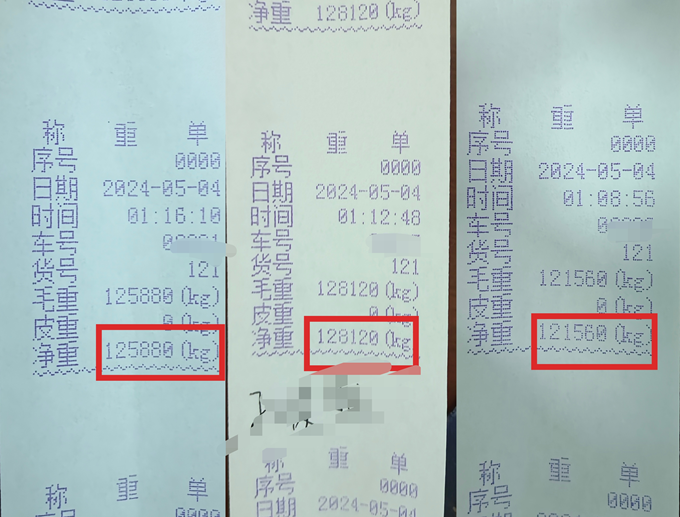 称 重 单
序号 0000
日期 2024-05-04
时间 01:16:10
车号
货号 121
毛重 125880(kg)
皮重 0(kg)
净重 125880(kg)
称 重 单
净重 128120(kg)
称 重 单
序号 0000
日期 2024-05-04
时间 01:12:48
车号
货号 121
毛重 128120(kg)
皮重 0(kg)
净重 128120(kg
称 重 单
序号 0000
日期 2024-05-04
称 重 单
序号 0000
日期 2024-05-04
时间 01:08:56
车号
货号 121
毛重 121560(kg)
皮重 0(kg)
净重 121560(kg)
称 重 单
序号 0000